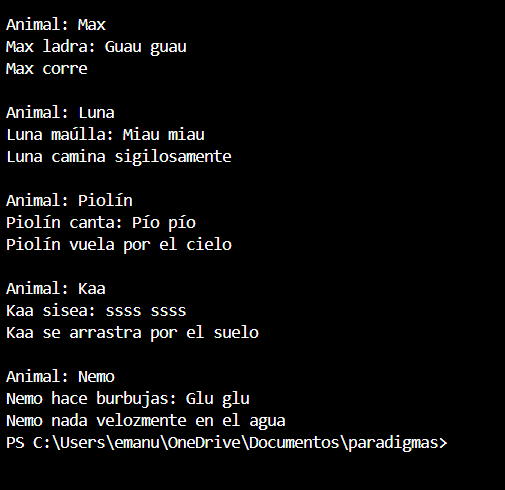 Animal: Max
Max ladra: Guau guau
Max corre
Animal: Luna
Luna maúlla: Miau miau
Luna camina sigilosamente
Animal: Piolín
Piolín canta: Pío pío
Piolín vuela por el cielo
Animal: Kaa
Kaa sisea: ssss ssss
Kaa se arrastra por el suelo
Animal: Nemo
Nemo hace burbujas: Glu glu
Nemo nada velozmente en el agua
PS C:\Users\emanu\OneDrive\Documentos\paradigmas>